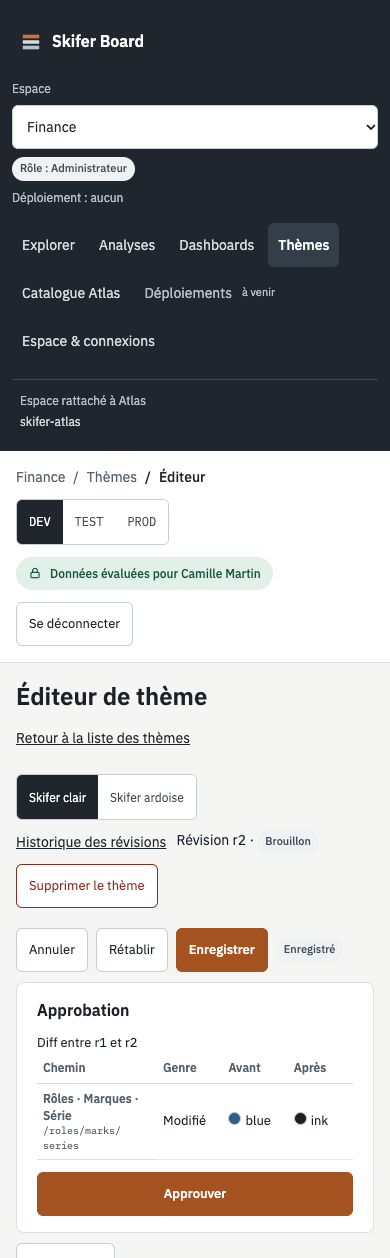 Skifer Board
Espace
Finance
Rôle : Administrateur
Déploiement : aucun
Explorer Analyses Dashboards Thèmes
Catalogue Atlas Déploiements à venir
Espace & connexions
Espace rattaché à Atlas
skifer-atlas
Finance / Thèmes / Éditeur
DEV TEST PROD
Données évaluées pour Camille Martin
Se déconnecter
Éditeur de thème
Retour à la liste des thèmes
Skifer clair Skifer ardoise
Historique des révisions Révision r2 · Brouillon
Supprimer le thème
Annuler Rétablir Enregistrer Enregistré
Approbation
Diff entre r1 et r2
Chemin Genre Avant Après
Rôles · Marques ·
Série
/roles/marks/
series
Modifié blue ink
Approuver